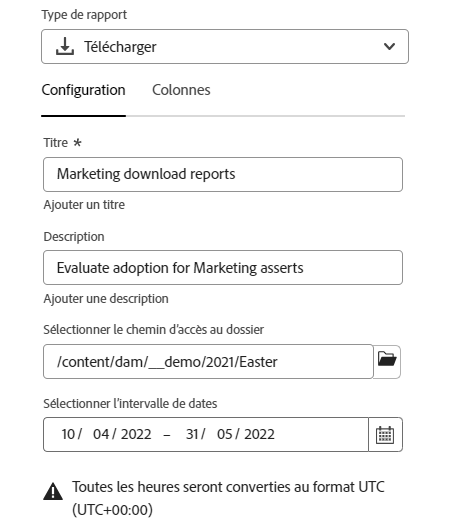 Type de rapport
Télécharger
Configuration Colonnes
Titre *
Marketing download reports
Ajouter un titre
Description
Evaluate adoption for Marketing asserts
Ajouter une description
Sélectionner le chemin d'accès au dossier
/content/dam/__demo/2021/Easter
Sélectionner l'intervalle de dates
10 / 04 / 2022 – 31 / 05 / 2022
Toutes les heures seront converties au format UTC
(UTC+00:00)